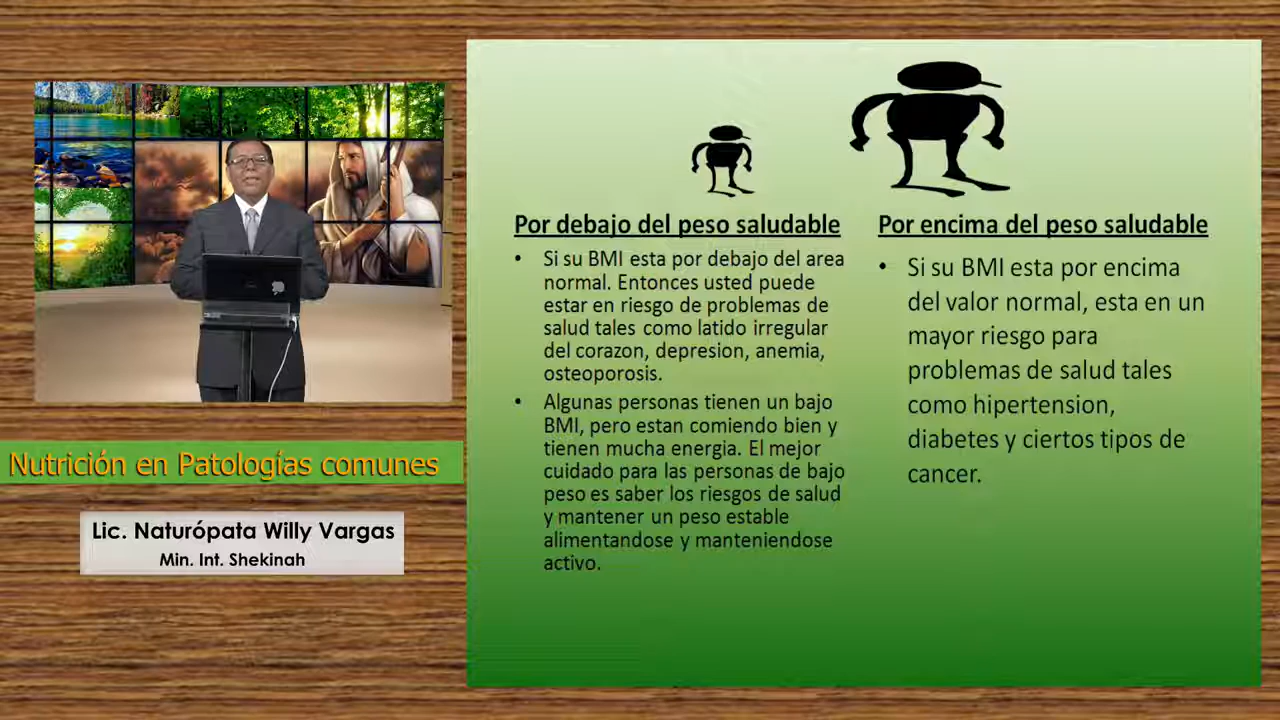 Nutrición en Patologías comunes
Lic. Naturópata Willy Vargas
Min. Int. Shekinah
Por debajo del peso saludable
• Si su BMI esta por debajo del area
normal. Entonces usted puede
estar en riesgo de problemas de
salud tales como latido irregular
del corazon, depresion, anemia,
osteoporosis.
• Algunas personas tienen un bajo
BMI, pero estan comiendo bien y
tienen mucha energia. El mejor
cuidado para las personas de bajo
peso es saber los riesgos de salud
y mantener un peso estable
alimentandose y manteniendose
activo.
Por encima del peso saludable
• Si su BMI esta por encima
del valor normal, esta en un
mayor riesgo para
problemas de salud tales
como hipertension,
diabetes y ciertos tipos de
cancer.